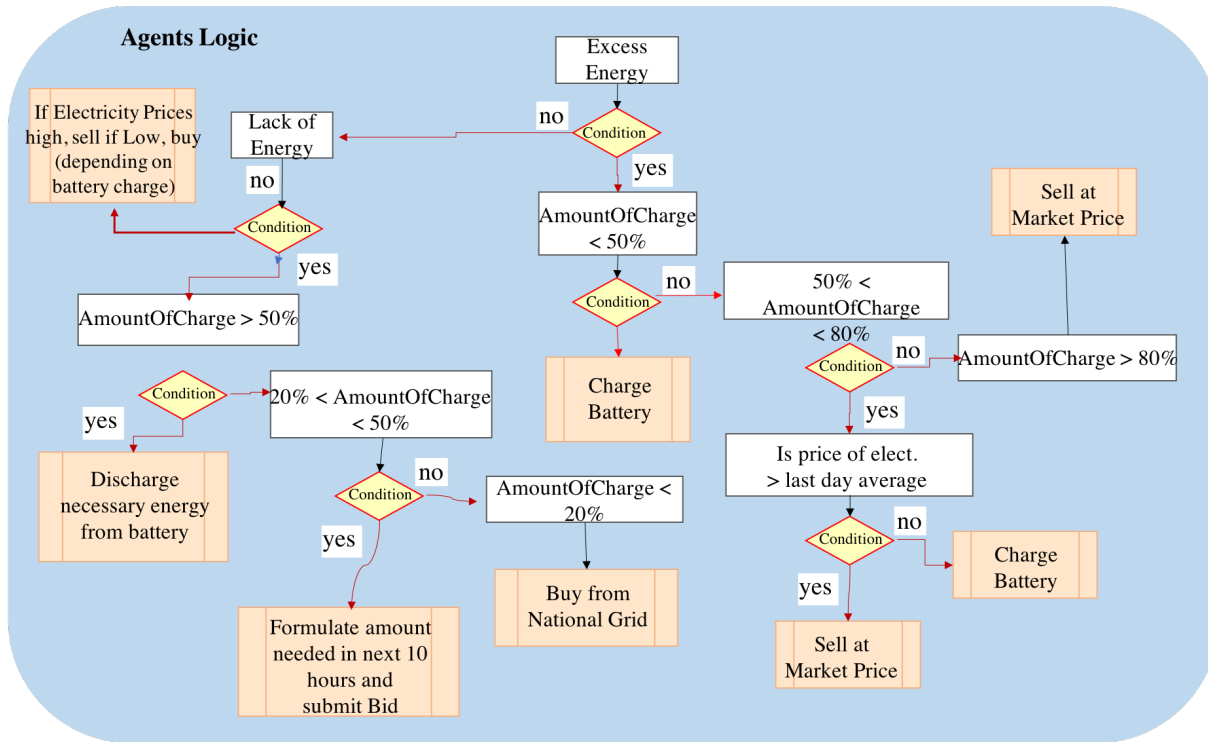 Agents Logic
Excess
Energy
If Electricity Prices
high, sell if Low, buy
(depending on
battery charge)
Lack of
Energy
no
Condition
yes
no
Condition
yes
AmountOfCharge > 50%
AmountOfCharge
< 50%
Condition
no
Sell at
Market Price
50% <
AmountOfCharge
< 80%
Condition
no
AmountOfCharge > 80%
yes
Charge
Battery
Condition
yes
20% < AmountOfCharge
< 50%
Discharge
necessary energy
from battery
Condition
no
yes
AmountOfCharge <
20%
Is price of elect.
> last day average
Condition
no
yes
Charge
Battery
Buy from
National Grid
Formulate amount
needed in next 10
hours and
submit Bid
Sell at
Market Price